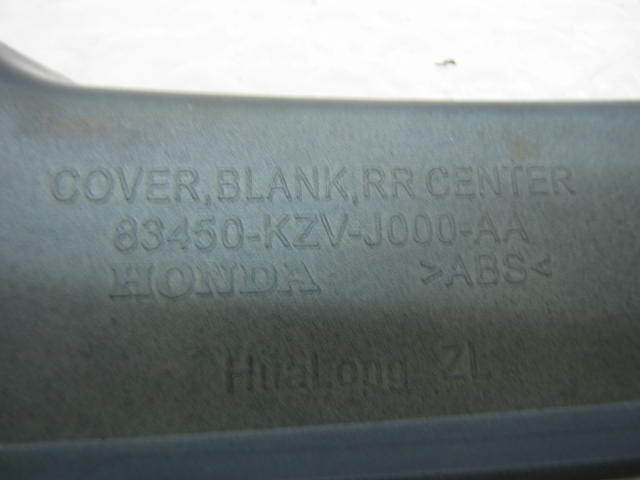 COVER,BLANK,RR CENTER
83450-KZV-J000-AA
HONDA >ABS<
HuaLong ZL